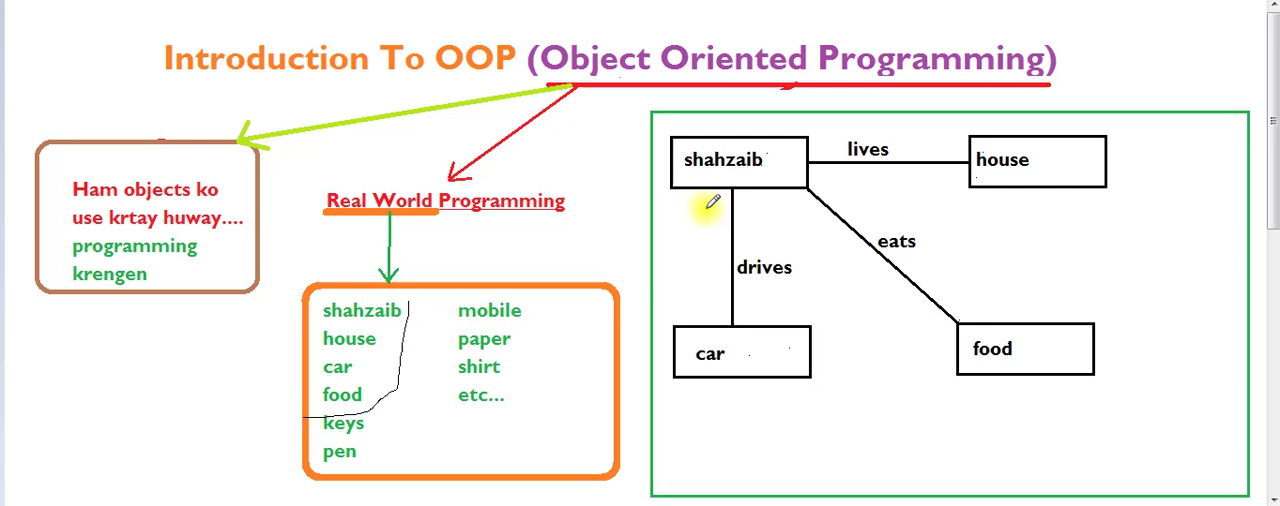 Introduction To OOP (Object Oriented Programming)
Ham objects ko
use krtay huway....
programming
krengen
Real World Programming
shahzaib
house
car
food
keys
pen
mobile
paper
shirt
etc...
shahzaib
lives
house
eats
drives
car
food